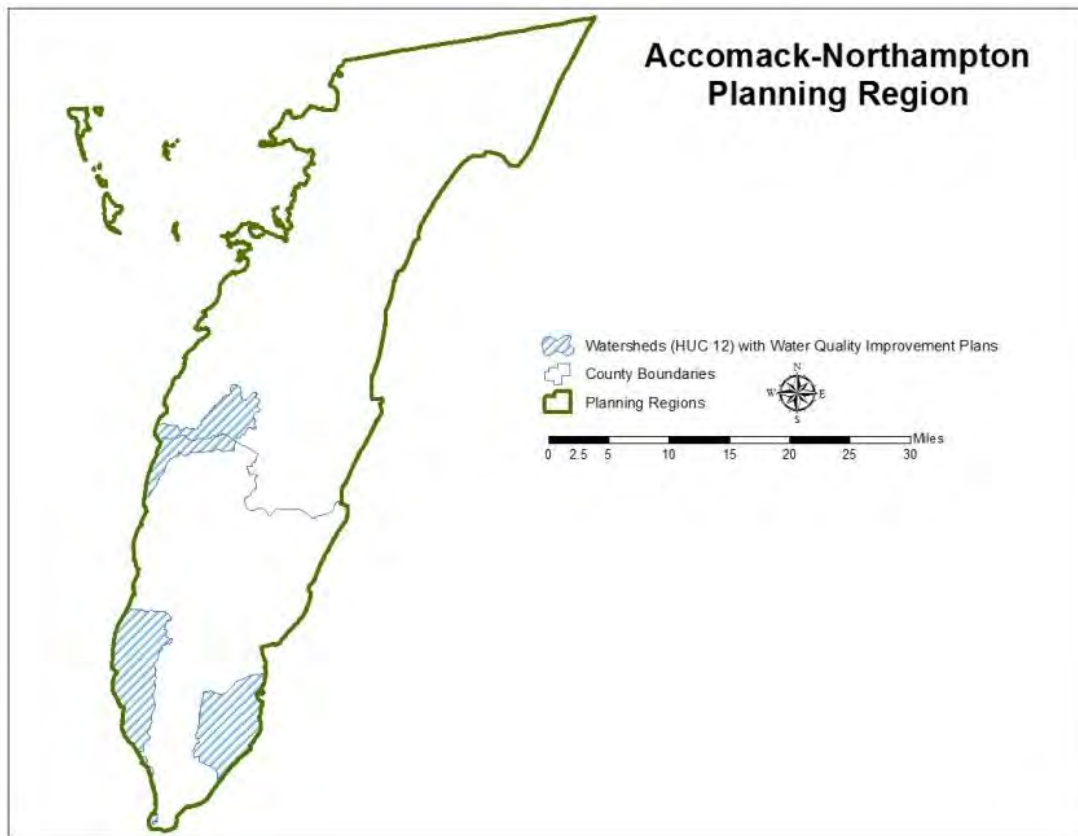 Accomack-Northampton
Planning Region
Watersheds (HUC 12) with Water Quality Improvement Plans
County Boundaries
Planning Regions
N
W E
S
Miles
0 2.5 5 10 15 20 25 30